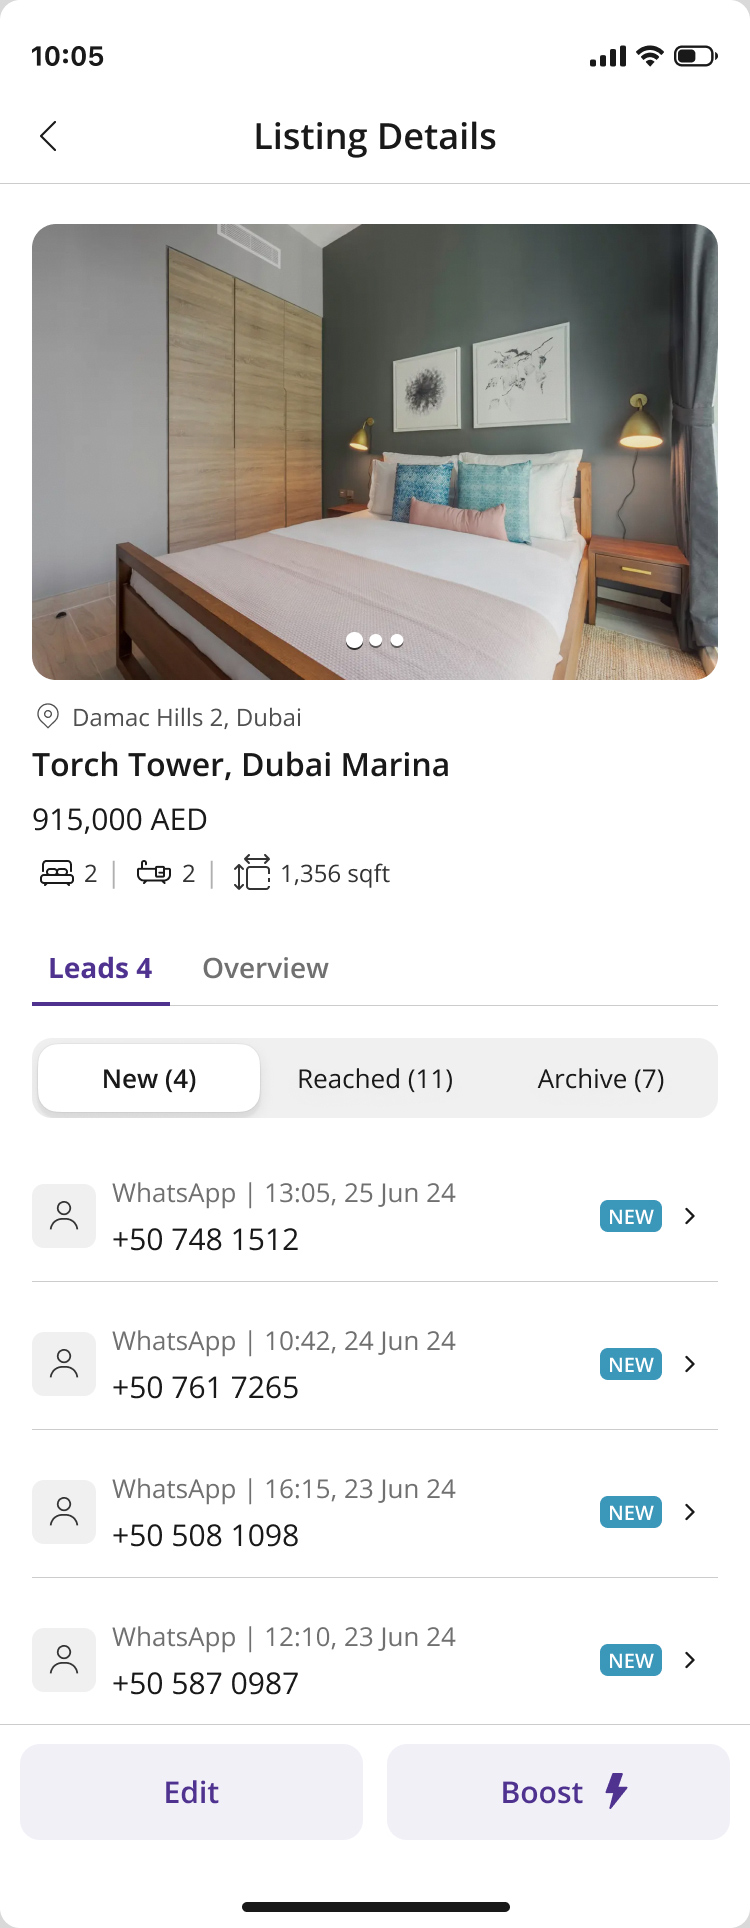 10:05
Listing Details
Damac Hills 2, Dubai
Torch Tower, Dubai Marina
915,000 AED
2 | 2 | 1,356 sqft
Leads 4 Overview
New (4) Reached (11) Archive (7)
WhatsApp | 13:05, 25 Jun 24
+50 748 1512
NEW
WhatsApp | 10:42, 24 Jun 24
+50 761 7265
NEW
WhatsApp | 16:15, 23 Jun 24
+50 508 1098
NEW
WhatsApp | 12:10, 23 Jun 24
+50 587 0987
NEW
Edit Boost